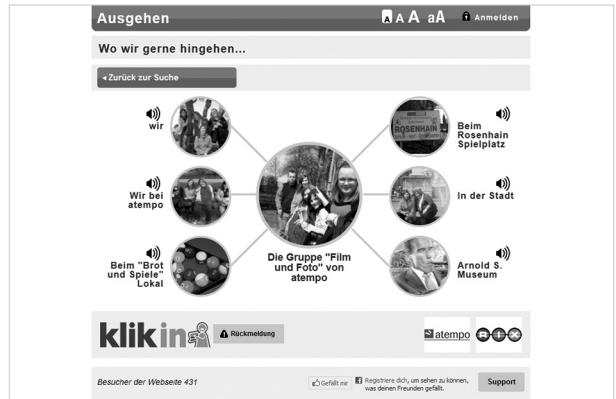 Ausgehen
A A A aA
Anmelden
Wo wir gerne hingehen...
Zurück zur Suche
wir
Wir bei
atempo
Beim "Brot
und Spiele"
Lokal
Die Gruppe "Film
und Foto" von
atempo
ROSENHAIN
Beim
Rosenhain
Spielplatz
In der Stadt
Arnold S.
Museum
klikin
Rückmeldung
atempo
Besucher der Webseite 431
Gefällt mir
Registriere dich, um sehen zu können,
was deinen Freunden gefällt.
Support